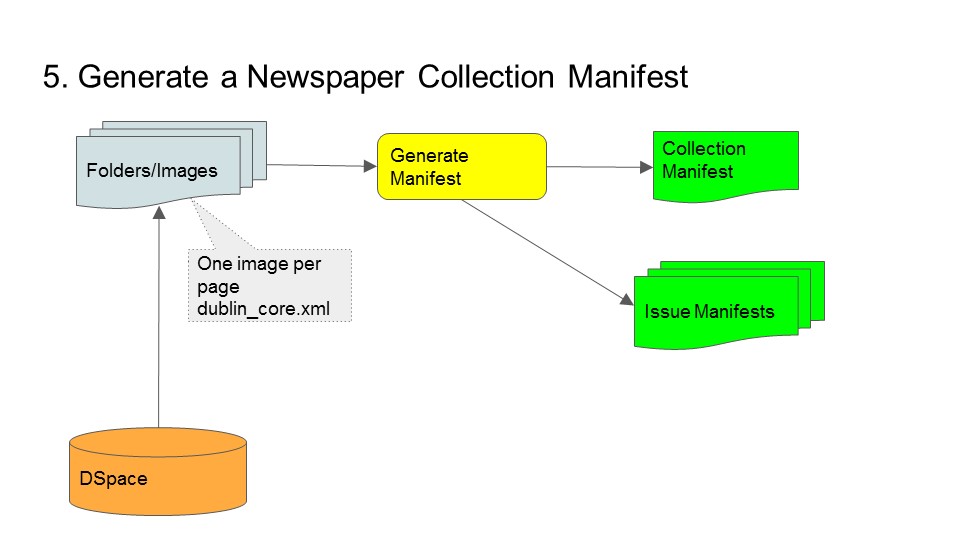 5. Generate a Newspaper Collection Manifest
Folders/Images
Generate
Manifest
Collection
Manifest
One image per
page
dublin_core.xml
Issue Manifests
DSpace